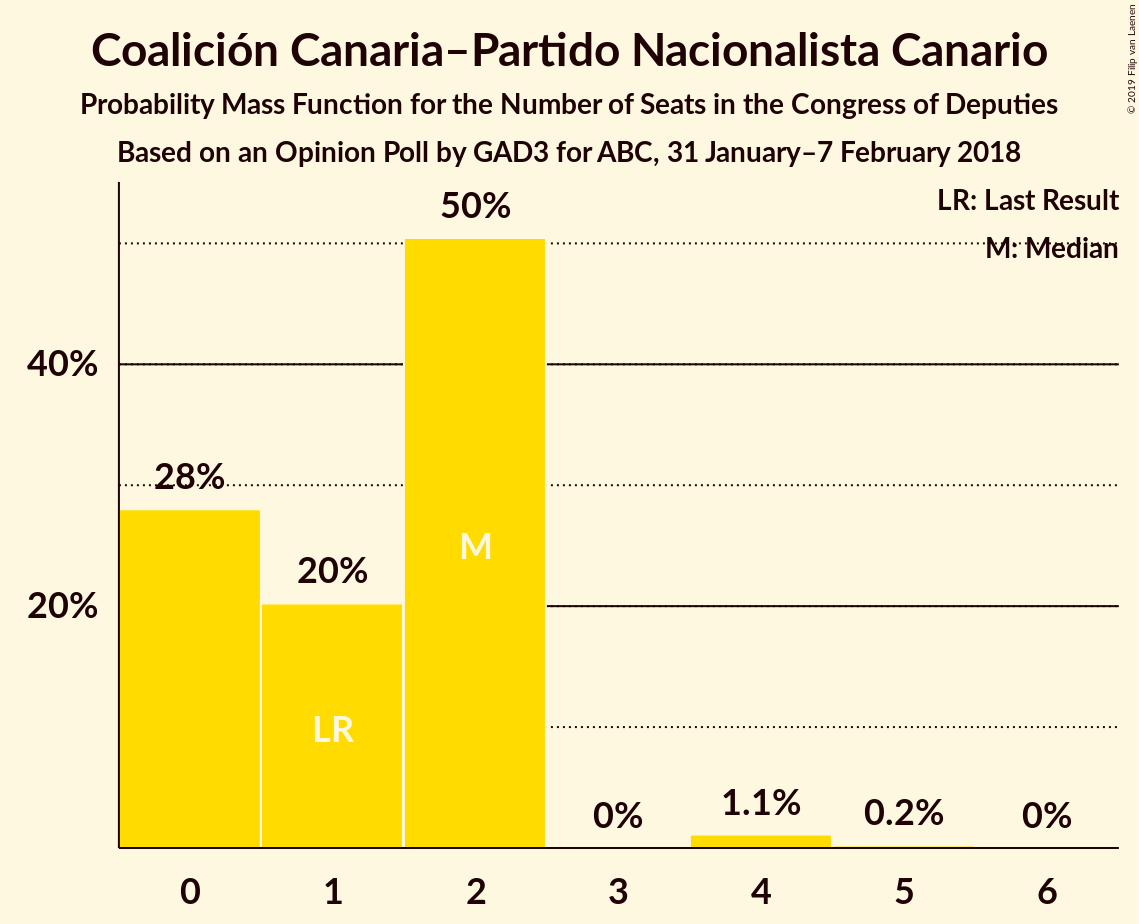 Coalición Canaria–Partido Nacionalista Canario
Probability Mass Function for the Number of Seats in the Congress of Deputies
Based on an Opinion Poll by GAD3 for ABC, 31 January–7 February 2018
© 2019 Filip van Laenen
LR: Last Result
M: Median
50%
40%
28%
20%
20%
M
LR
0%
1.1%
0.2%
0%
0 1 2 3 4 5 6